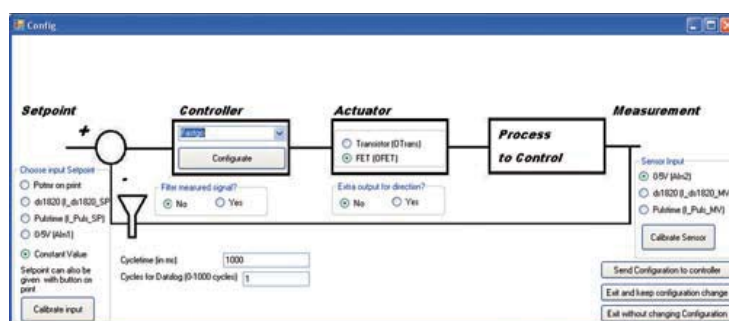 Config
Setpoint
Controller
Actuator
Measurement
+
Configurate
Transistor (OTrans)
FET (OFET)
Process
to Control
-
Choose input Setpoint
Potmr on print
ds1820 (I_ds1820_SP
Pulstime (I_Puls_SP)
0-5V (AIn1)
Constant Value
Setpoint can also be
given with button on
print
Calibrate input
Filter measured signal?
No
Yes
Extra output for direction?
No
Yes
Sensor Input
0-5V (AIn2)
ds1820 (I_ds1820_MV
Pulstime (I_Puls_MV)
Calibrate Sensor
Cycletime (in ms)
1000
Cycles for Datalog (0-1000 cycles)
1
Send Configuration to controller
Exit and keep configuration change
Exit without changing Configuration